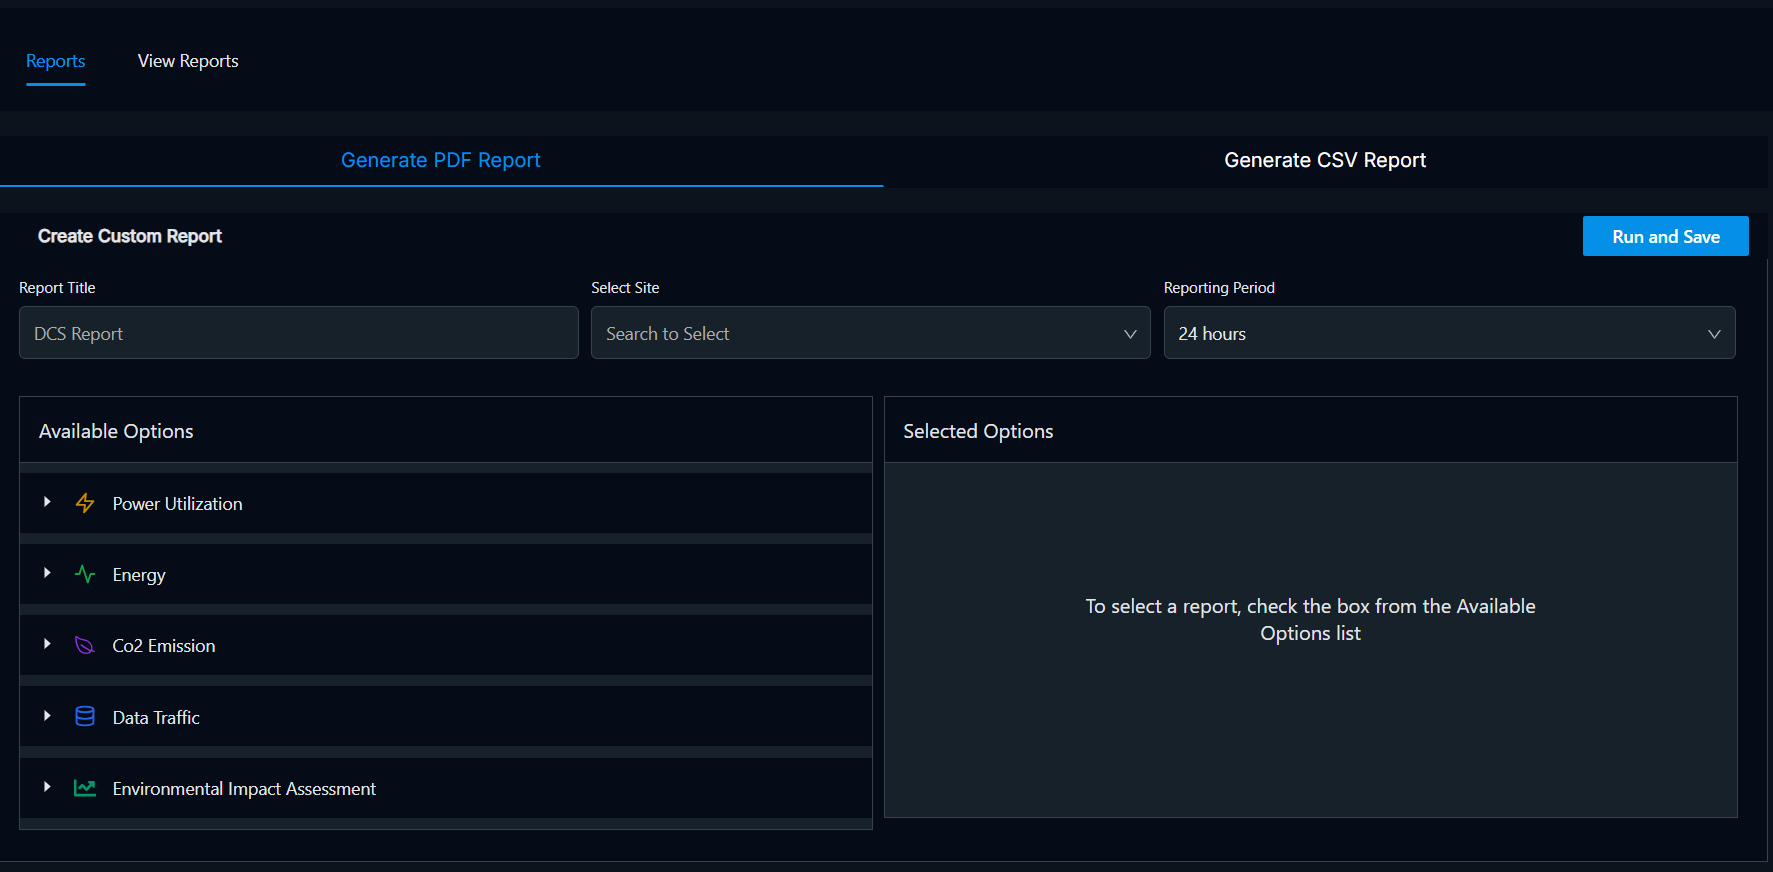 Reports
View Reports
Generate PDF Report
Generate CSV Report
Create Custom Report
Run and Save
Report Title
Select Site
Reporting Period
DCS Report
Search to Select
24 hours
Available Options
Selected Options
Power Utilization
Energy
Co2 Emission
Data Traffic
Environmental Impact Assessment
To select a report, check the box from the Available
Options list